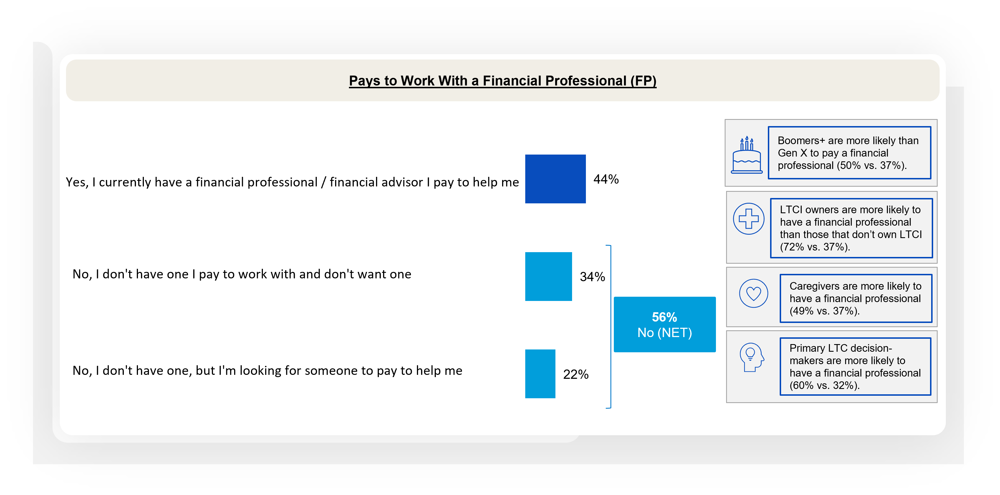 Pays to Work With a Financial Professional (FP)
Yes, I currently have a financial professional / financial advisor I pay to help me
44%
No, I don't have one I pay to work with and don't want one
34%
No, I don't have one, but I'm looking for someone to pay to help me
22%
56%
No (NET)
Boomers+ are more likely than
Gen X to pay a financial
professional (50% vs. 37%).
LTCI owners are more likely to
have a financial professional
than those that don’t own LTCI
(72% vs. 37%).
Caregivers are more likely to
have a financial professional
(49% vs. 37%).
Primary LTC decision-
makers are more likely to
have a financial professional
(60% vs. 32%).